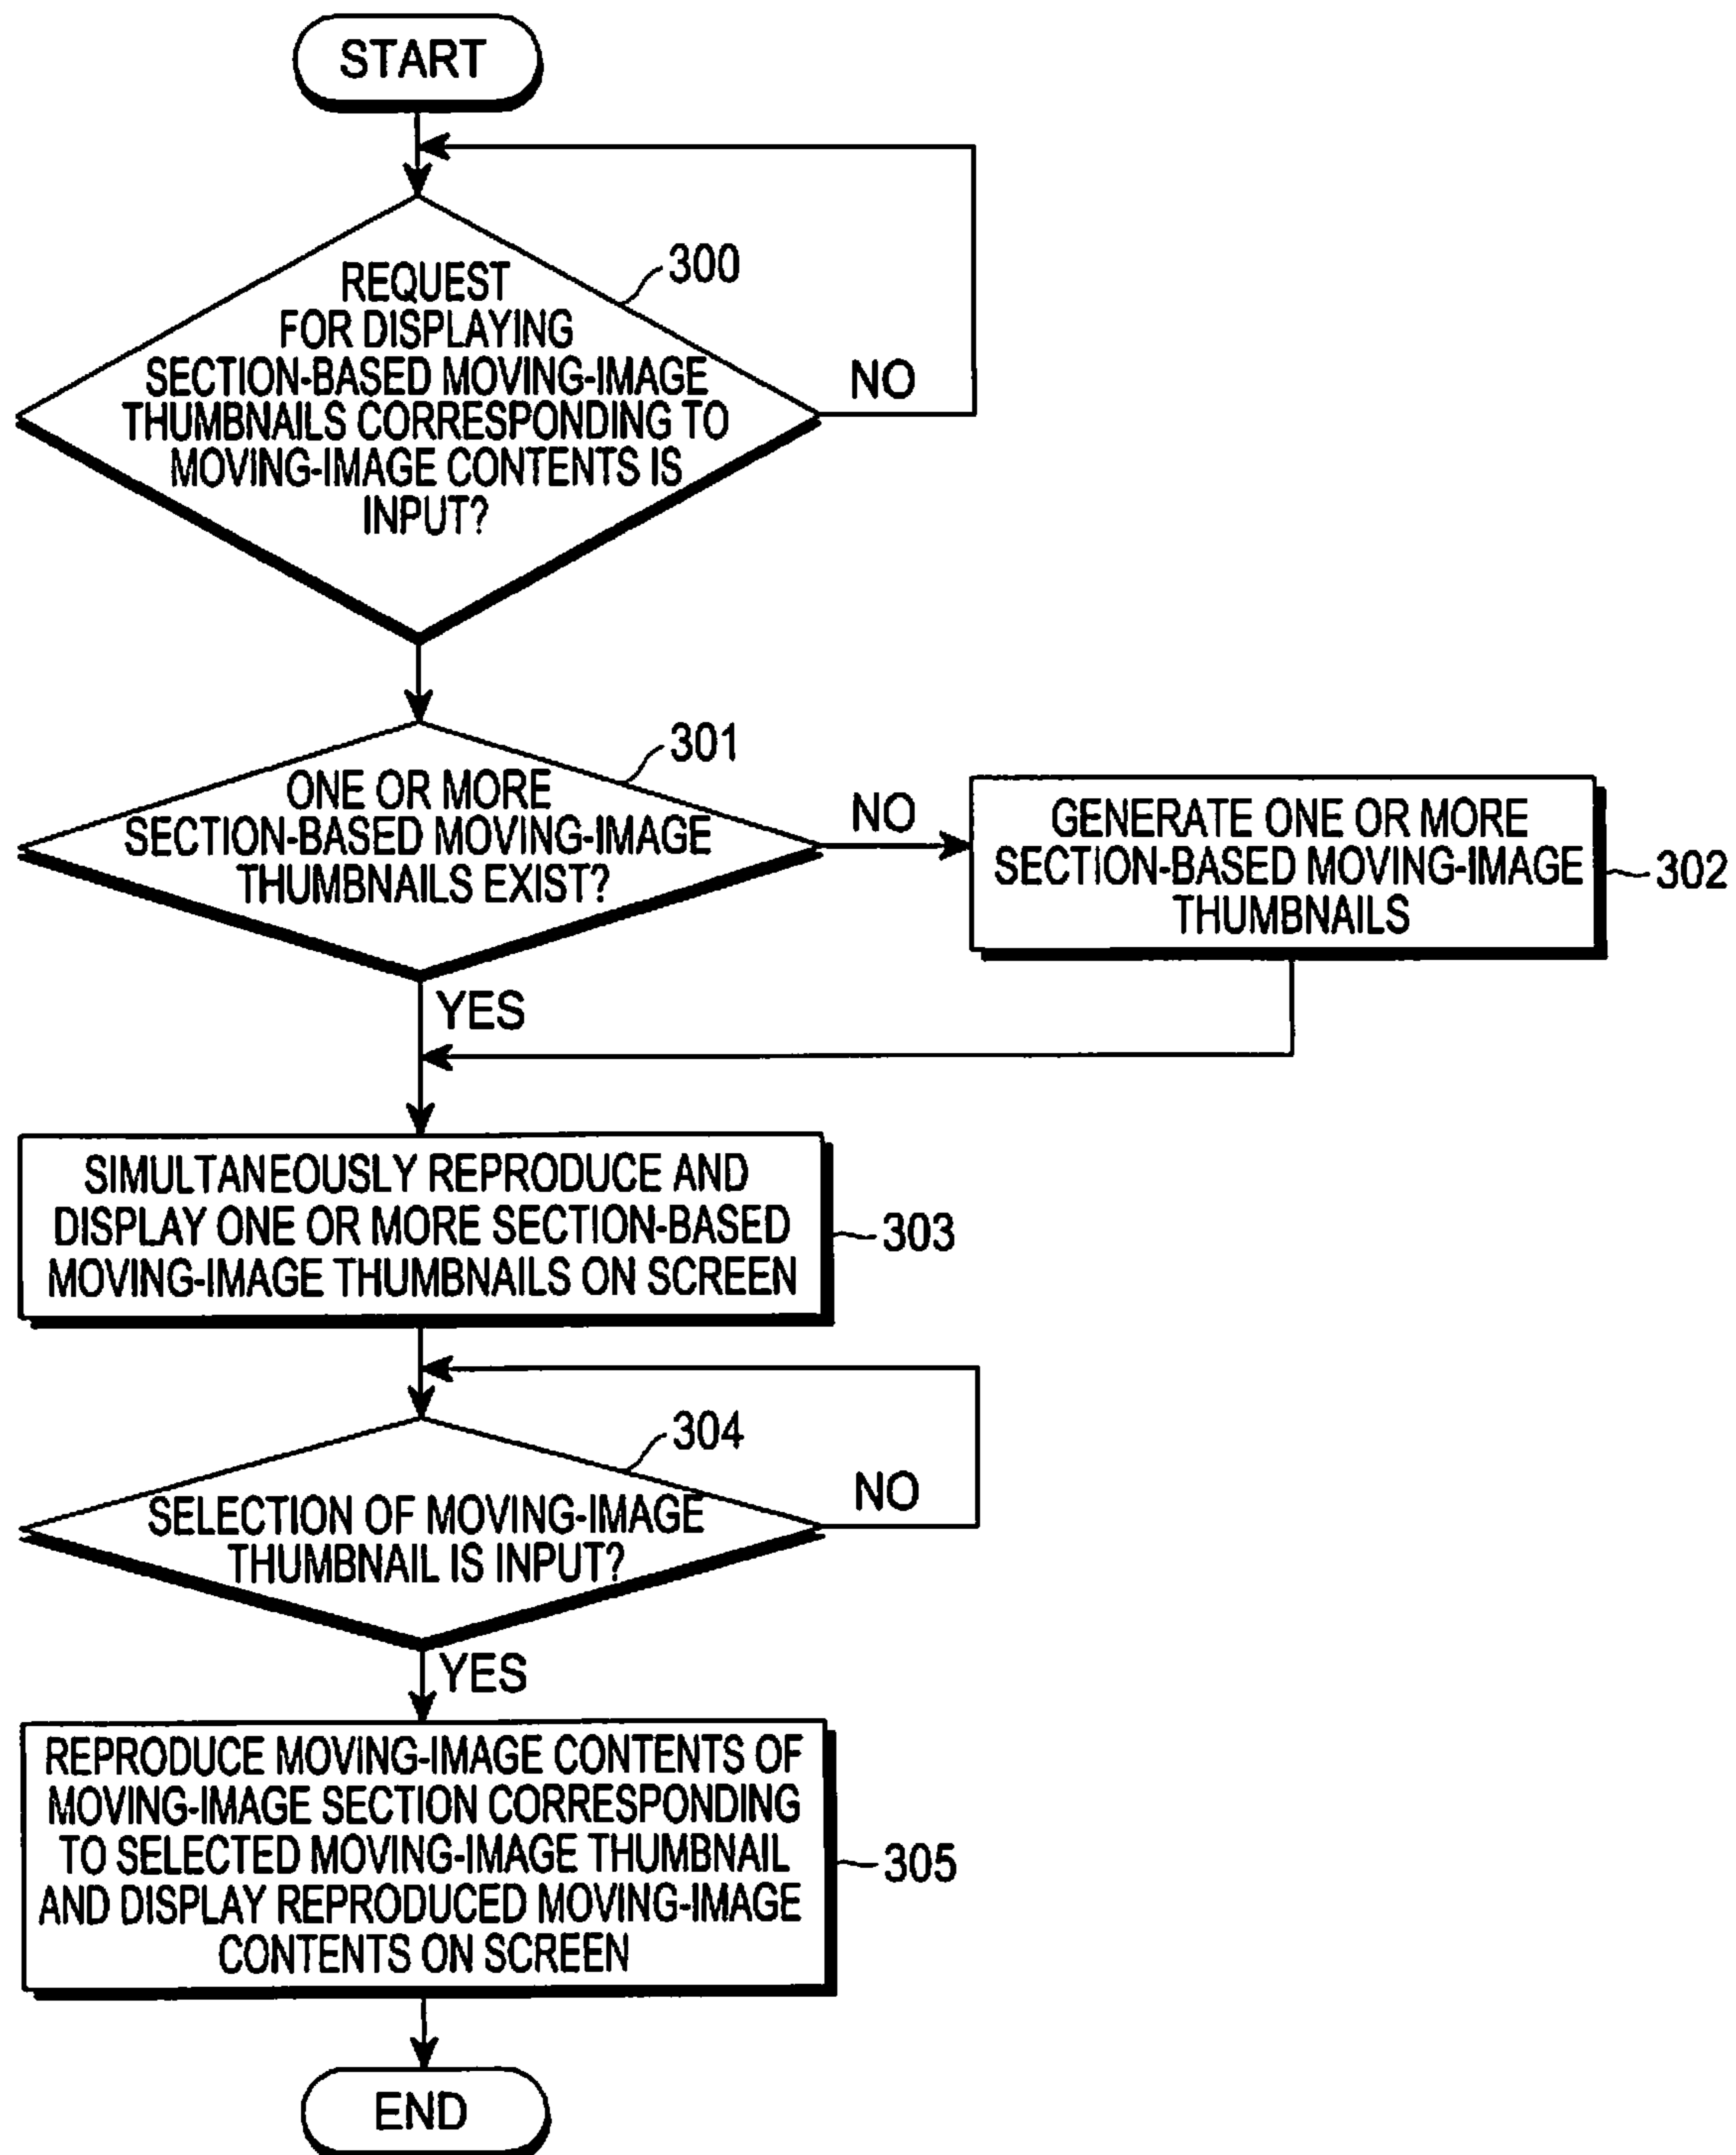 START
REQUEST
FOR DISPLAYING
SECTION-BASED MOVING-IMAGE
THUMBNAILS CORRESPONDING TO
MOVING-IMAGE CONTENTS IS
INPUT?
300
NO
ONE OR MORE
SECTION-BASED MOVING-IMAGE
THUMBNAILS EXIST?
301
NO
YES
GENERATE ONE OR MORE
SECTION-BASED MOVING-IMAGE
THUMBNAILS
302
SIMULTANEOUSLY REPRODUCE AND
DISPLAY ONE OR MORE SECTION-BASED
MOVING-IMAGE THUMBNAILS ON SCREEN
303
SELECTION OF MOVING-IMAGE
THUMBNAIL IS INPUT?
304
NO
YES
REPRODUCE MOVING-IMAGE CONTENTS OF
MOVING-IMAGE SECTION CORRESPONDING
TO SELECTED MOVING-IMAGE THUMBNAIL
AND DISPLAY REPRODUCED MOVING-IMAGE
CONTENTS ON SCREEN
305
END